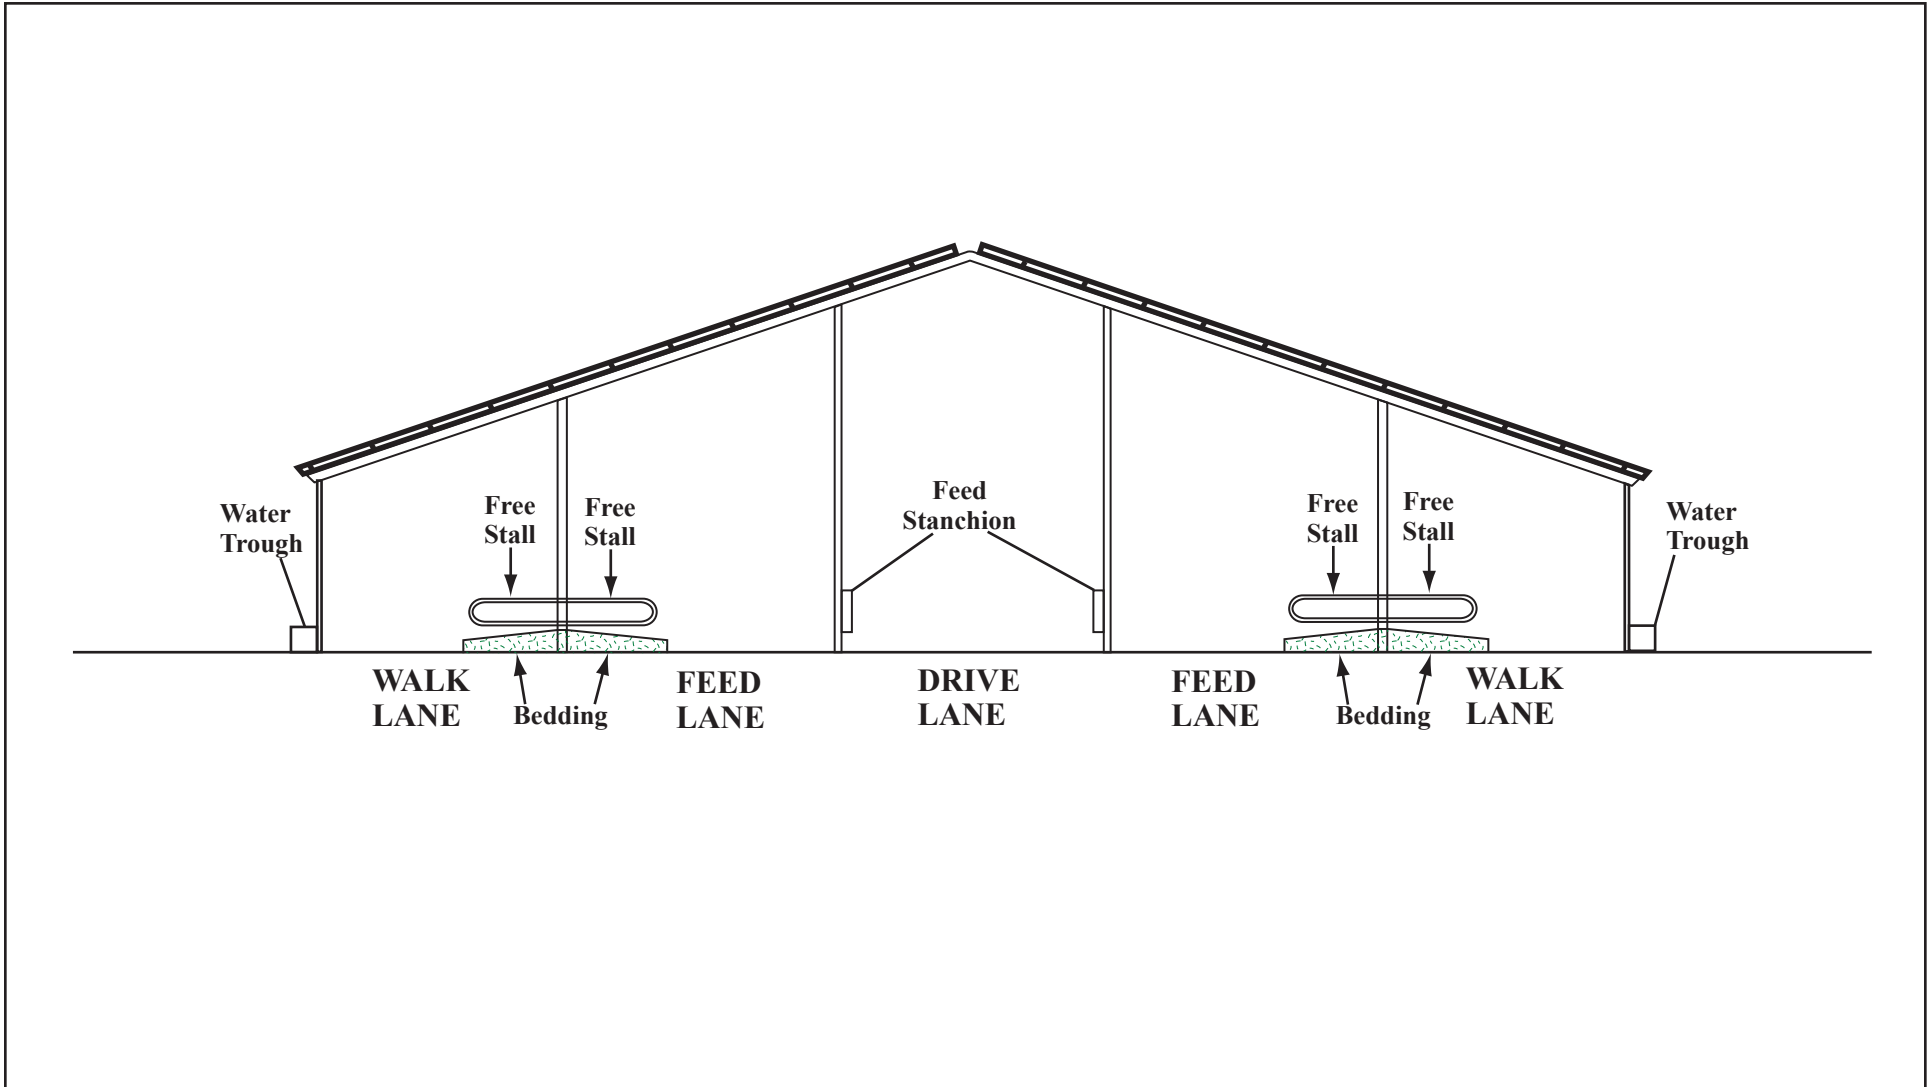 Water
Trough
Free
Stall
Free
Stall
Feed
Stanchion
Free
Stall
Free
Stall
Water
Trough
WALK
LANE
Bedding
FEED
LANE
DRIVE
LANE
FEED
LANE
Bedding
WALK
LANE